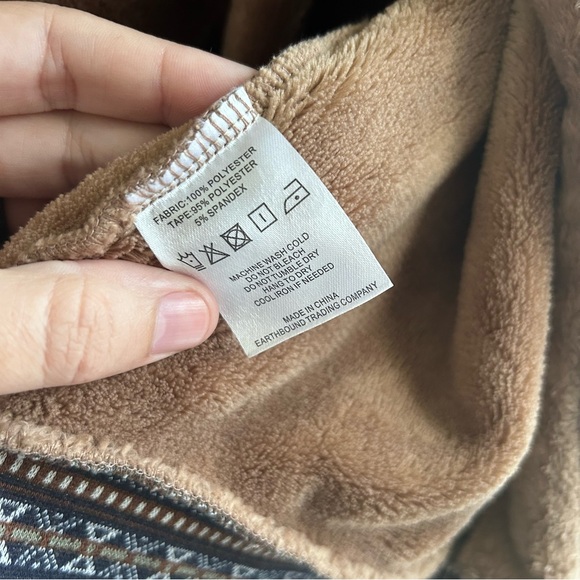 FABRIC:100% POLYESTER
TAPE:95% POLYESTER
5% SPANDEX
MACHINE WASH COLD
DO NOT BLEACH
DO NOT TUMBLE DRY
HANG TO DRY
COOL IRON IF NEEDED
MADE IN CHINA
EARTHBOUND TRADING COMPANY